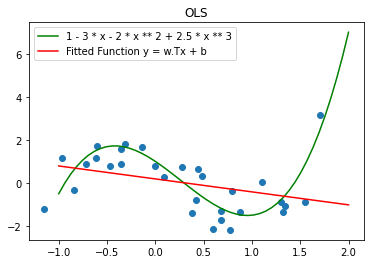 OLS
1 - 3 * x - 2 * x ** 2 + 2.5 * x ** 3
Fitted Function y = w.Tx + b
6
4
2
0
−2
−1.0 −0.5 0.0 0.5 1.0 1.5 2.0